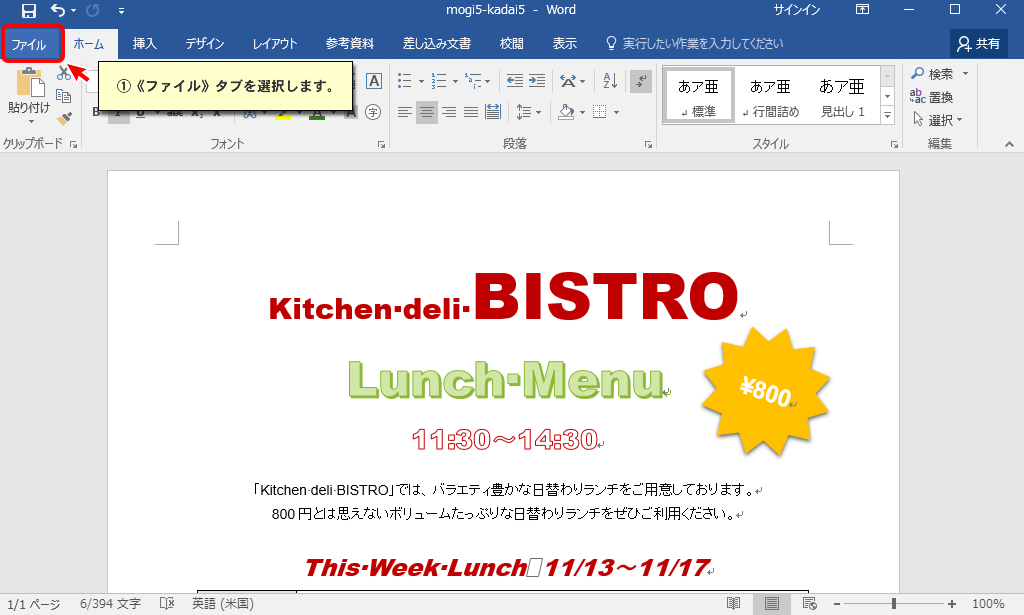 mogi5-kadai5 - Word
サインイン
ファイル ホーム 挿入 デザイン レイアウト 参考資料 差し込み文書 校閲 表示 実行したい作業を入力してください 共有
①《ファイル》タブを選択します。
貼り付け
クリップボード
フォント
段落
あア亜 あア亜 あア亜
↲標準 ↲行間詰め 見出し 1
スタイル
検索
置換
選択
編集
Kitchen·deli·BISTRO
Lunch·Menu
¥800
11:30～14:30
「Kitchen·deli·BISTRO」では、バラエティ豊かな日替わりランチをご用意しております。
800 円とは思えないボリュームたっぷりな日替わりランチをぜひご利用ください。
This·Week·Lunch□11/13～11/17
1/1 ページ 6/394 文字 英語 (米国) 100%